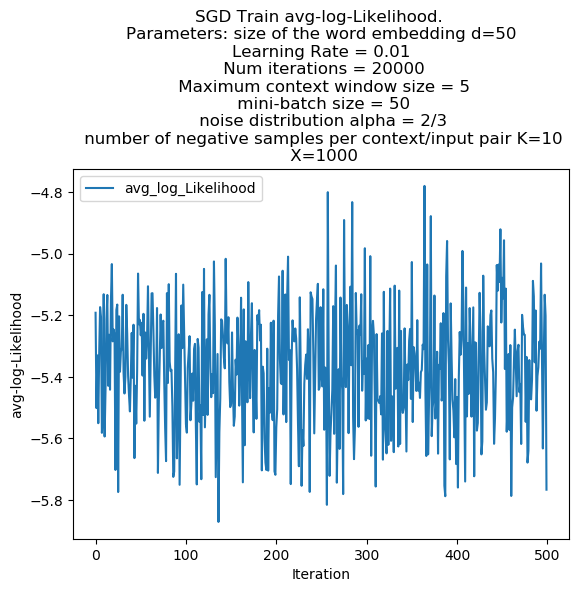 SGD Train avg-log-Likelihood.
Parameters: size of the word embedding d=50
Learning Rate = 0.01
Num iterations = 20000
Maximum context window size = 5
mini-batch size = 50
noise distribution alpha = 2/3
number of negative samples per context/input pair K=10
X=1000
avg_log_Likelihood
−4.8
−5.0
−5.2
−5.4
−5.6
−5.8
avg-log-Likelihood
0 100 200 300 400 500
Iteration